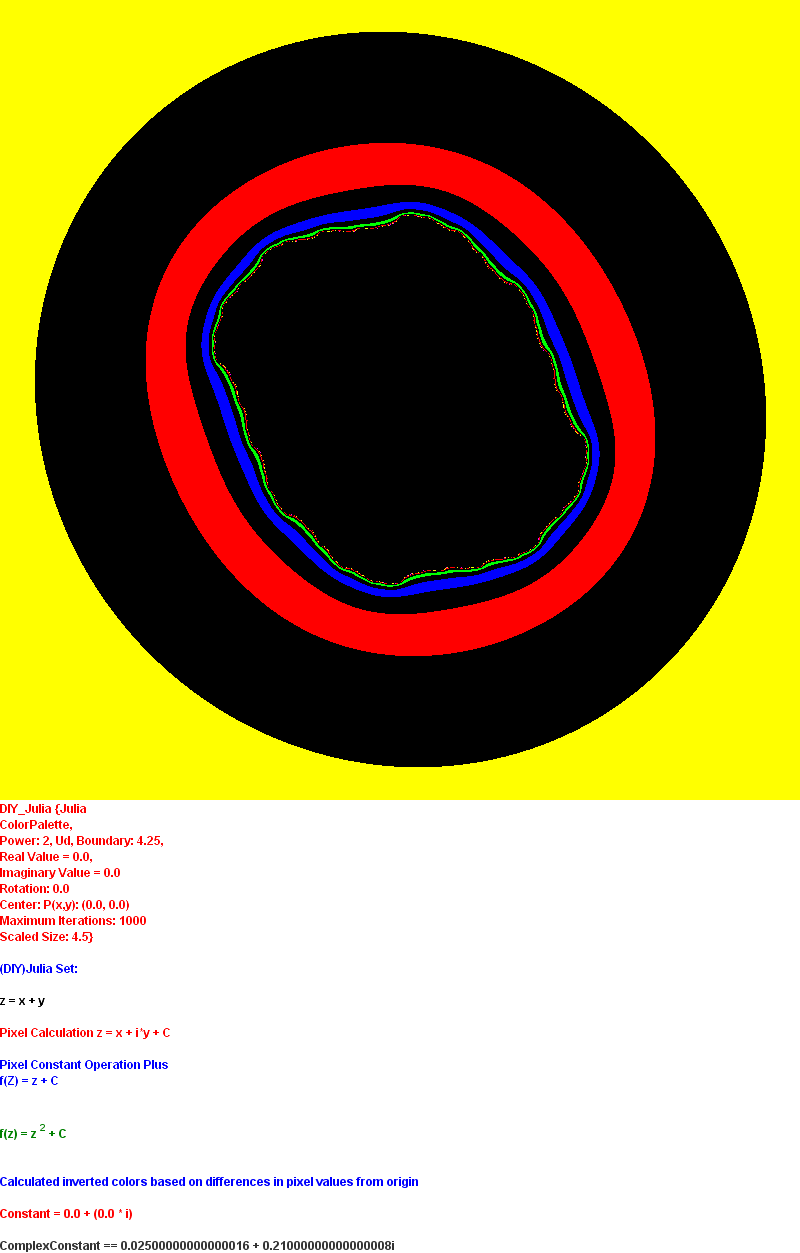 DIY_Julia {Julia
ColorPalette,
Power: 2, Ud, Boundary: 4.25,
Real Value = 0.0,
Imaginary Value = 0.0
Rotation: 0.0
Center: P(x,y): (0.0, 0.0)
Maximum Iterations: 1000
Scaled Size: 4.5}
(DIY)Julia Set:
z = x + y
Pixel Calculation z = x + i*y + C
Pixel Constant Operation Plus
f(Z) = z + C
f(z) = z ² + C
Calculated inverted colors based on differences in pixel values from origin
Constant = 0.0 + (0.0 * i)
ComplexConstant == 0.02500000000000016 + 0.21000000000000008i